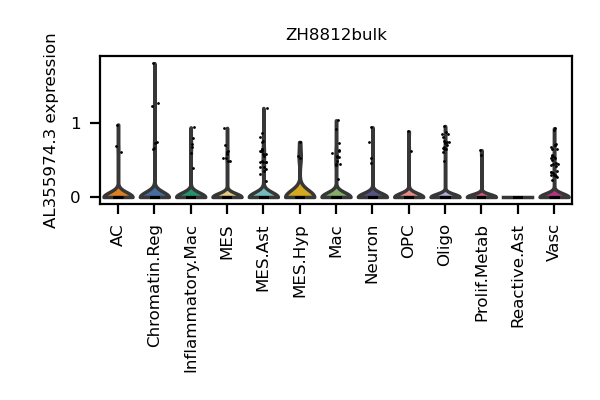 ZH8812bulk
AL355974.3 expression
1
0
AC
Chromatin.Reg
Inflammatory.Mac
MES
MES.Ast
MES.Hyp
Mac
Neuron
OPC
Oligo
Prolif.Metab
Reactive.Ast
Vasc